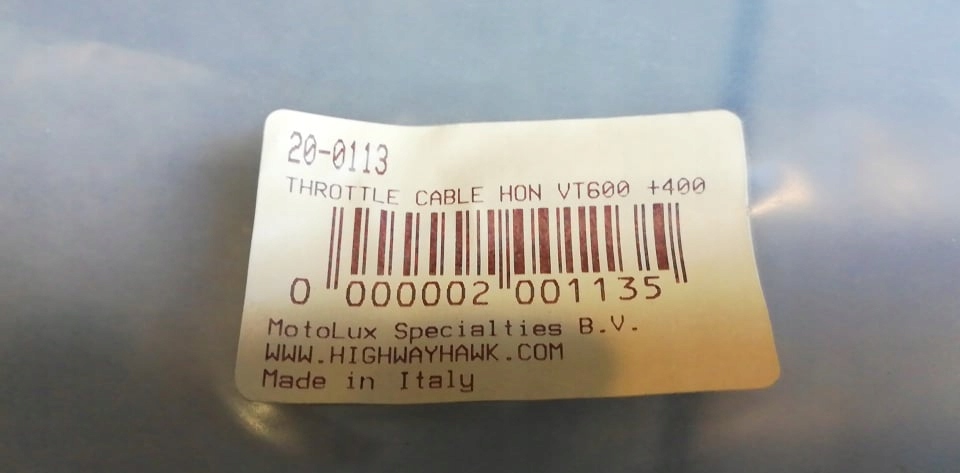 20-0113
THROTTLE CABLE HON VT600 +400
0 000002 001135
MotoLux Specialties B.V.
WWW.HIGHWAYHAWK.COM
Made in Italy